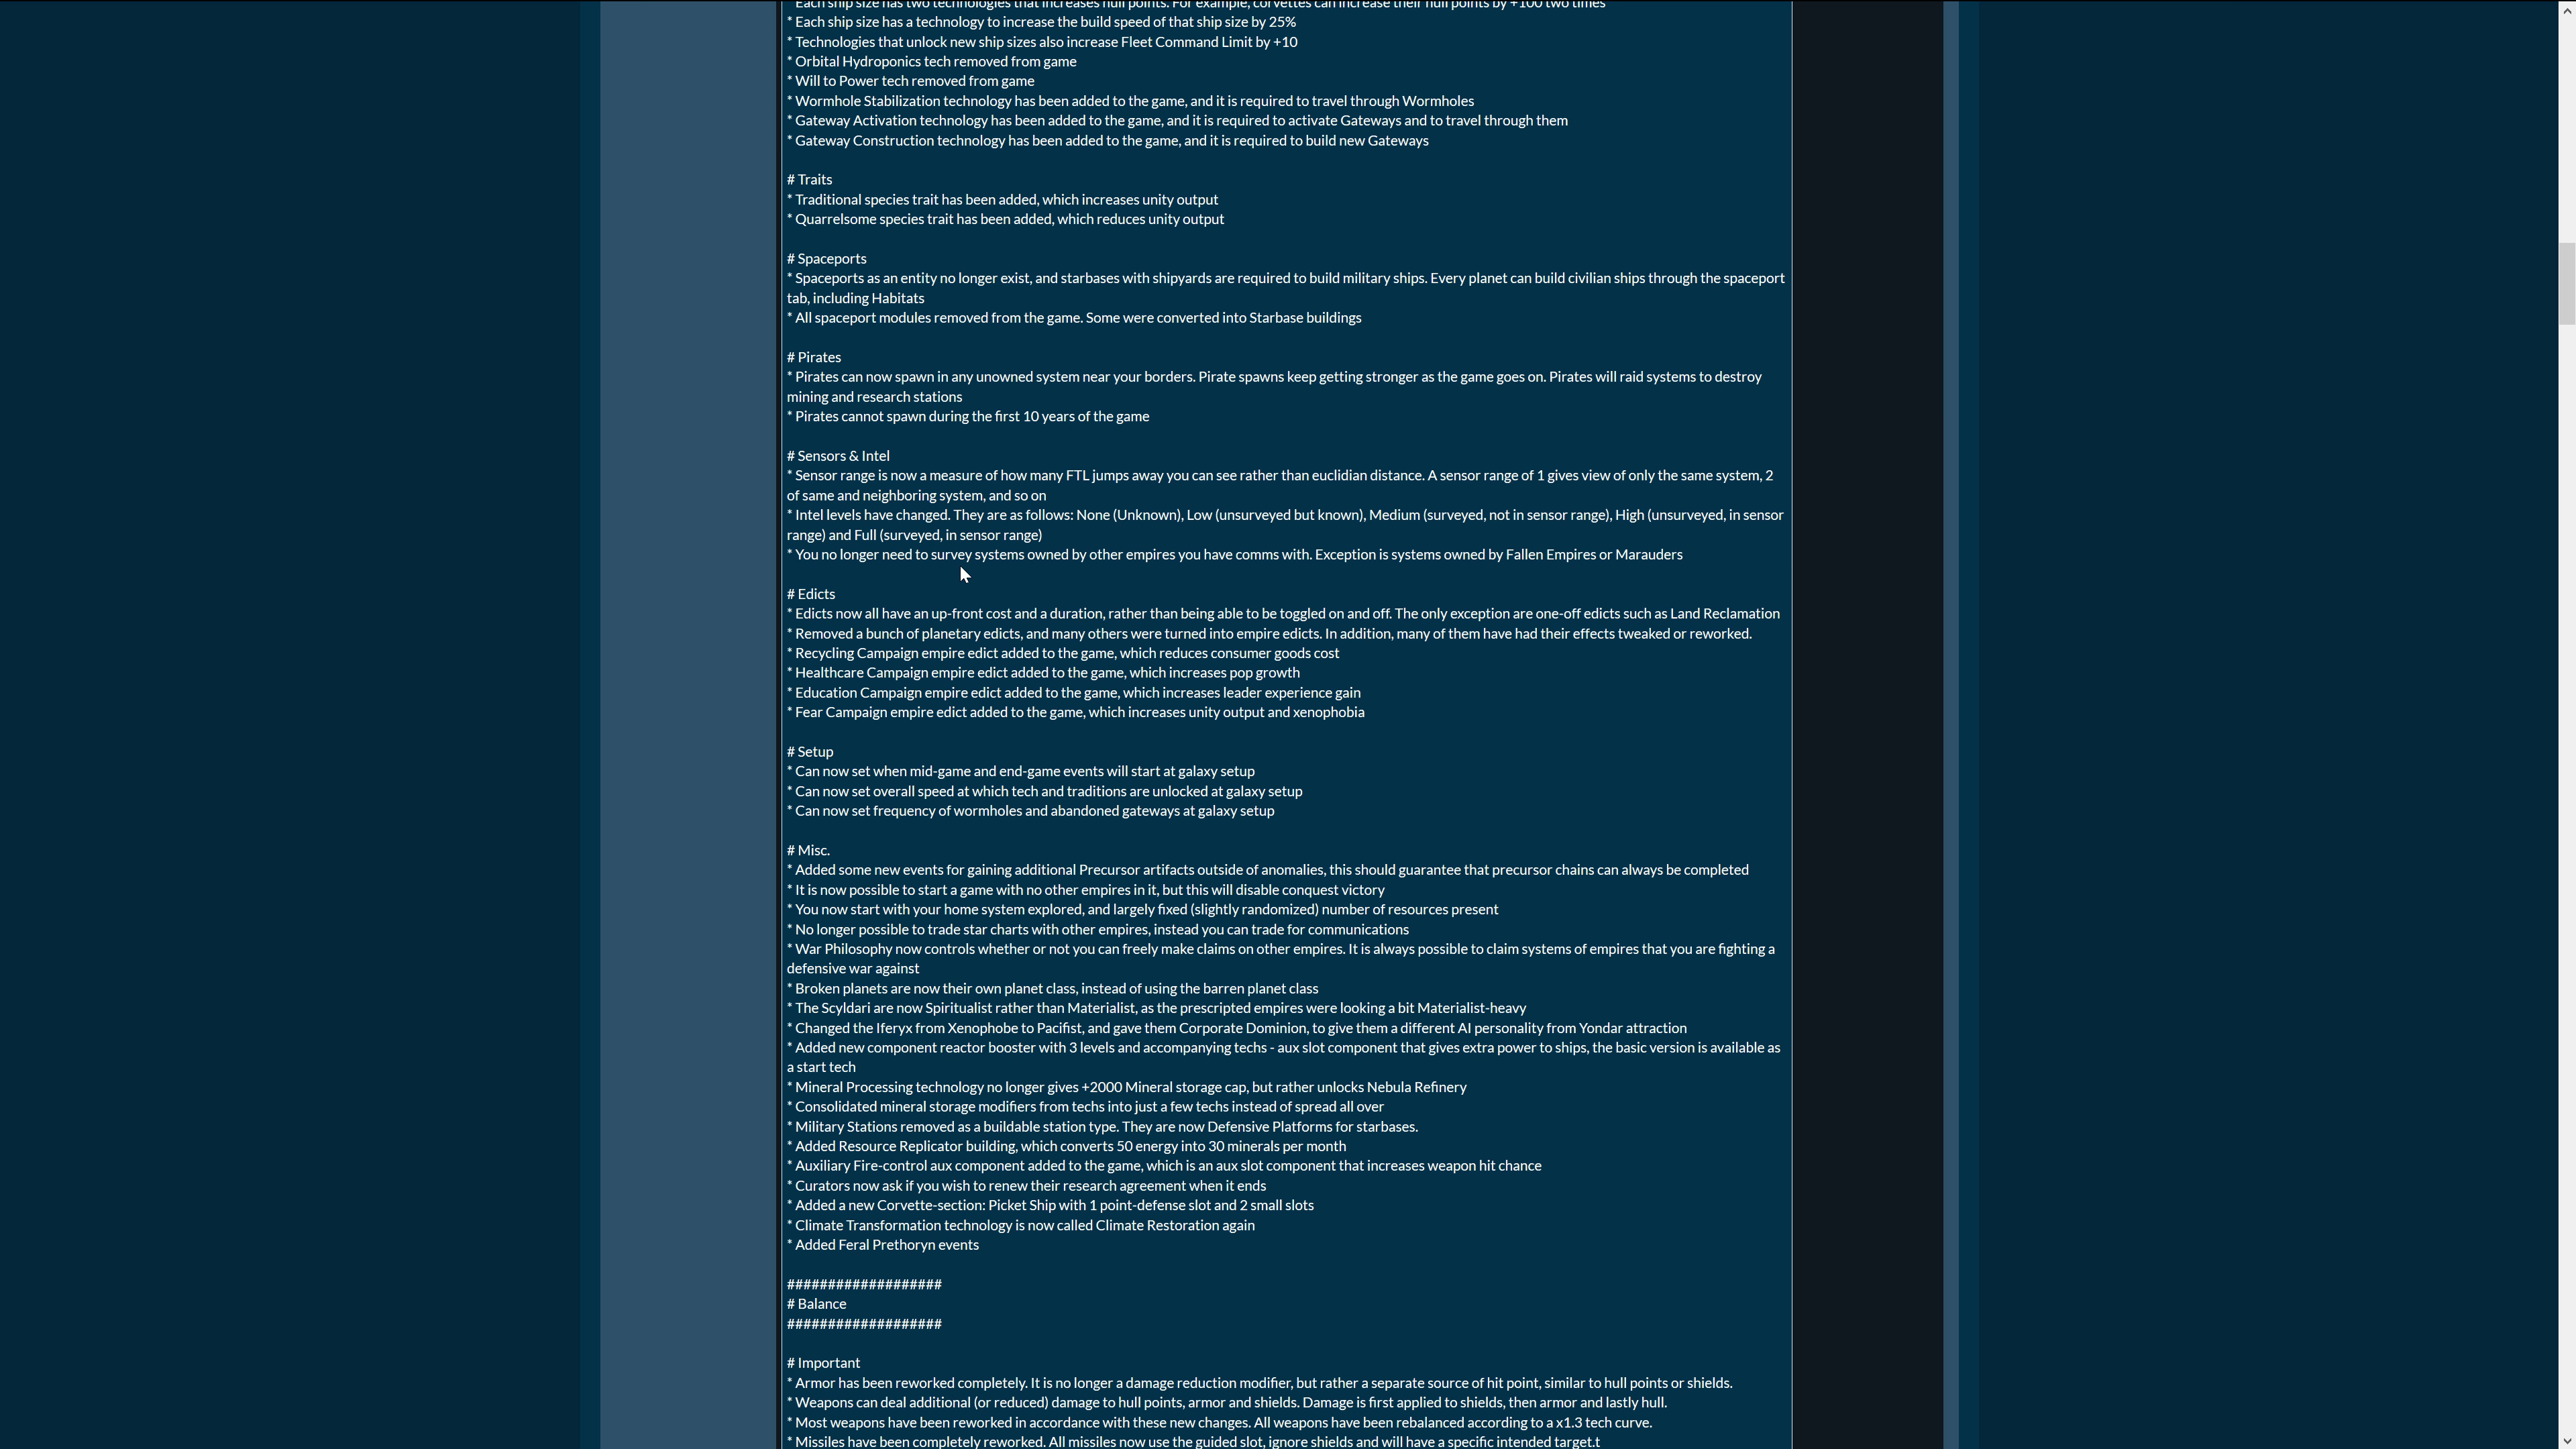 * Each ship size has two technologies that increases hull points. For example, corvettes can increase their hull points by +100 two times
* Each ship size has a technology to increase the build speed of that ship size by 25%
* Technologies that unlock new ship sizes also increase Fleet Command Limit by +10
* Orbital Hydroponics tech removed from game
* Will to Power tech removed from game
* Wormhole Stabilization technology has been added to the game, and it is required to travel through Wormholes
* Gateway Activation technology has been added to the game, and it is required to activate Gateways and to travel through them
* Gateway Construction technology has been added to the game, and it is required to build new Gateways
# Traits
* Traditional species trait has been added, which increases unity output
* Quarrelsome species trait has been added, which reduces unity output
# Spaceports
* Spaceports as an entity no longer exist, and starbases with shipyards are required to build military ships. Every planet can build civilian ships through the spaceport
tab, including Habitats
* All spaceport modules removed from the game. Some were converted into Starbase buildings
# Pirates
* Pirates can now spawn in any unowned system near your borders. Pirate spawns keep getting stronger as the game goes on. Pirates will raid systems to destroy
mining and research stations
* Pirates cannot spawn during the first 10 years of the game
# Sensors & Intel
* Sensor range is now a measure of how many FTL jumps away you can see rather than euclidian distance. A sensor range of 1 gives view of only the same system, 2
of same and neighboring system, and so on
* Intel levels have changed. They are as follows: None (Unknown), Low (unsurveyed but known), Medium (surveyed, not in sensor range), High (unsurveyed, in sensor
range) and Full (surveyed, in sensor range)
* You no longer need to survey systems owned by other empires you have comms with. Exception is systems owned by Fallen Empires or Marauders
# Edicts
* Edicts now all have an up-front cost and a duration, rather than being able to be toggled on and off. The only exception are one-off edicts such as Land Reclamation
* Removed a bunch of planetary edicts, and many others were turned into empire edicts. In addition, many of them have had their effects tweaked or reworked.
* Recycling Campaign empire edict added to the game, which reduces consumer goods cost
* Healthcare Campaign empire edict added to the game, which increases pop growth
* Education Campaign empire edict added to the game, which increases leader experience gain
* Fear Campaign empire edict added to the game, which increases unity output and xenophobia
# Setup
* Can now set when mid-game and end-game events will start at galaxy setup
* Can now set overall speed at which tech and traditions are unlocked at galaxy setup
* Can now set frequency of wormholes and abandoned gateways at galaxy setup
# Misc.
* Added some new events for gaining additional Precursor artifacts outside of anomalies, this should guarantee that precursor chains can always be completed
* It is now possible to start a game with no other empires in it, but this will disable conquest victory
* You now start with your home system explored, and largely fixed (slightly randomized) number of resources present
* No longer possible to trade star charts with other empires, instead you can trade for communications
* War Philosophy now controls whether or not you can freely make claims on other empires. It is always possible to claim systems of empires that you are fighting a
defensive war against
* Broken planets are now their own planet class, instead of using the barren planet class
* The Scyldari are now Spiritualist rather than Materialist, as the prescripted empires were looking a bit Materialist-heavy
* Changed the Iferyx from Xenophobe to Pacifist, and gave them Corporate Dominion, to give them a different AI personality from Yondar attraction
* Added new component reactor booster with 3 levels and accompanying techs - aux slot component that gives extra power to ships, the basic version is available as
a start tech
* Mineral Processing technology no longer gives +2000 Mineral storage cap, but rather unlocks Nebula Refinery
* Consolidated mineral storage modifiers from techs into just a few techs instead of spread all over
* Military Stations removed as a buildable station type. They are now Defensive Platforms for starbases.
* Added Resource Replicator building, which converts 50 energy into 30 minerals per month
* Auxiliary Fire-control aux component added to the game, which is an aux slot component that increases weapon hit chance
* Curators now ask if you wish to renew their research agreement when it ends
* Added a new Corvette-section: Picket Ship with 1 point-defense slot and 2 small slots
* Climate Transformation technology is now called Climate Restoration again
* Added Feral Prethoryn events
###################
# Balance
###################
# Important
* Armor has been reworked completely. It is no longer a damage reduction modifier, but rather a separate source of hit point, similar to hull points or shields.
* Weapons can deal additional (or reduced) damage to hull points, armor and shields. Damage is first applied to shields, then armor and lastly hull.
* Most weapons have been reworked in accordance with these new changes. All weapons have been rebalanced according to a x1.3 tech curve.
* Missiles have been completely reworked. All missiles now use the guided slot, ignore shields and will have a specific intended target.t